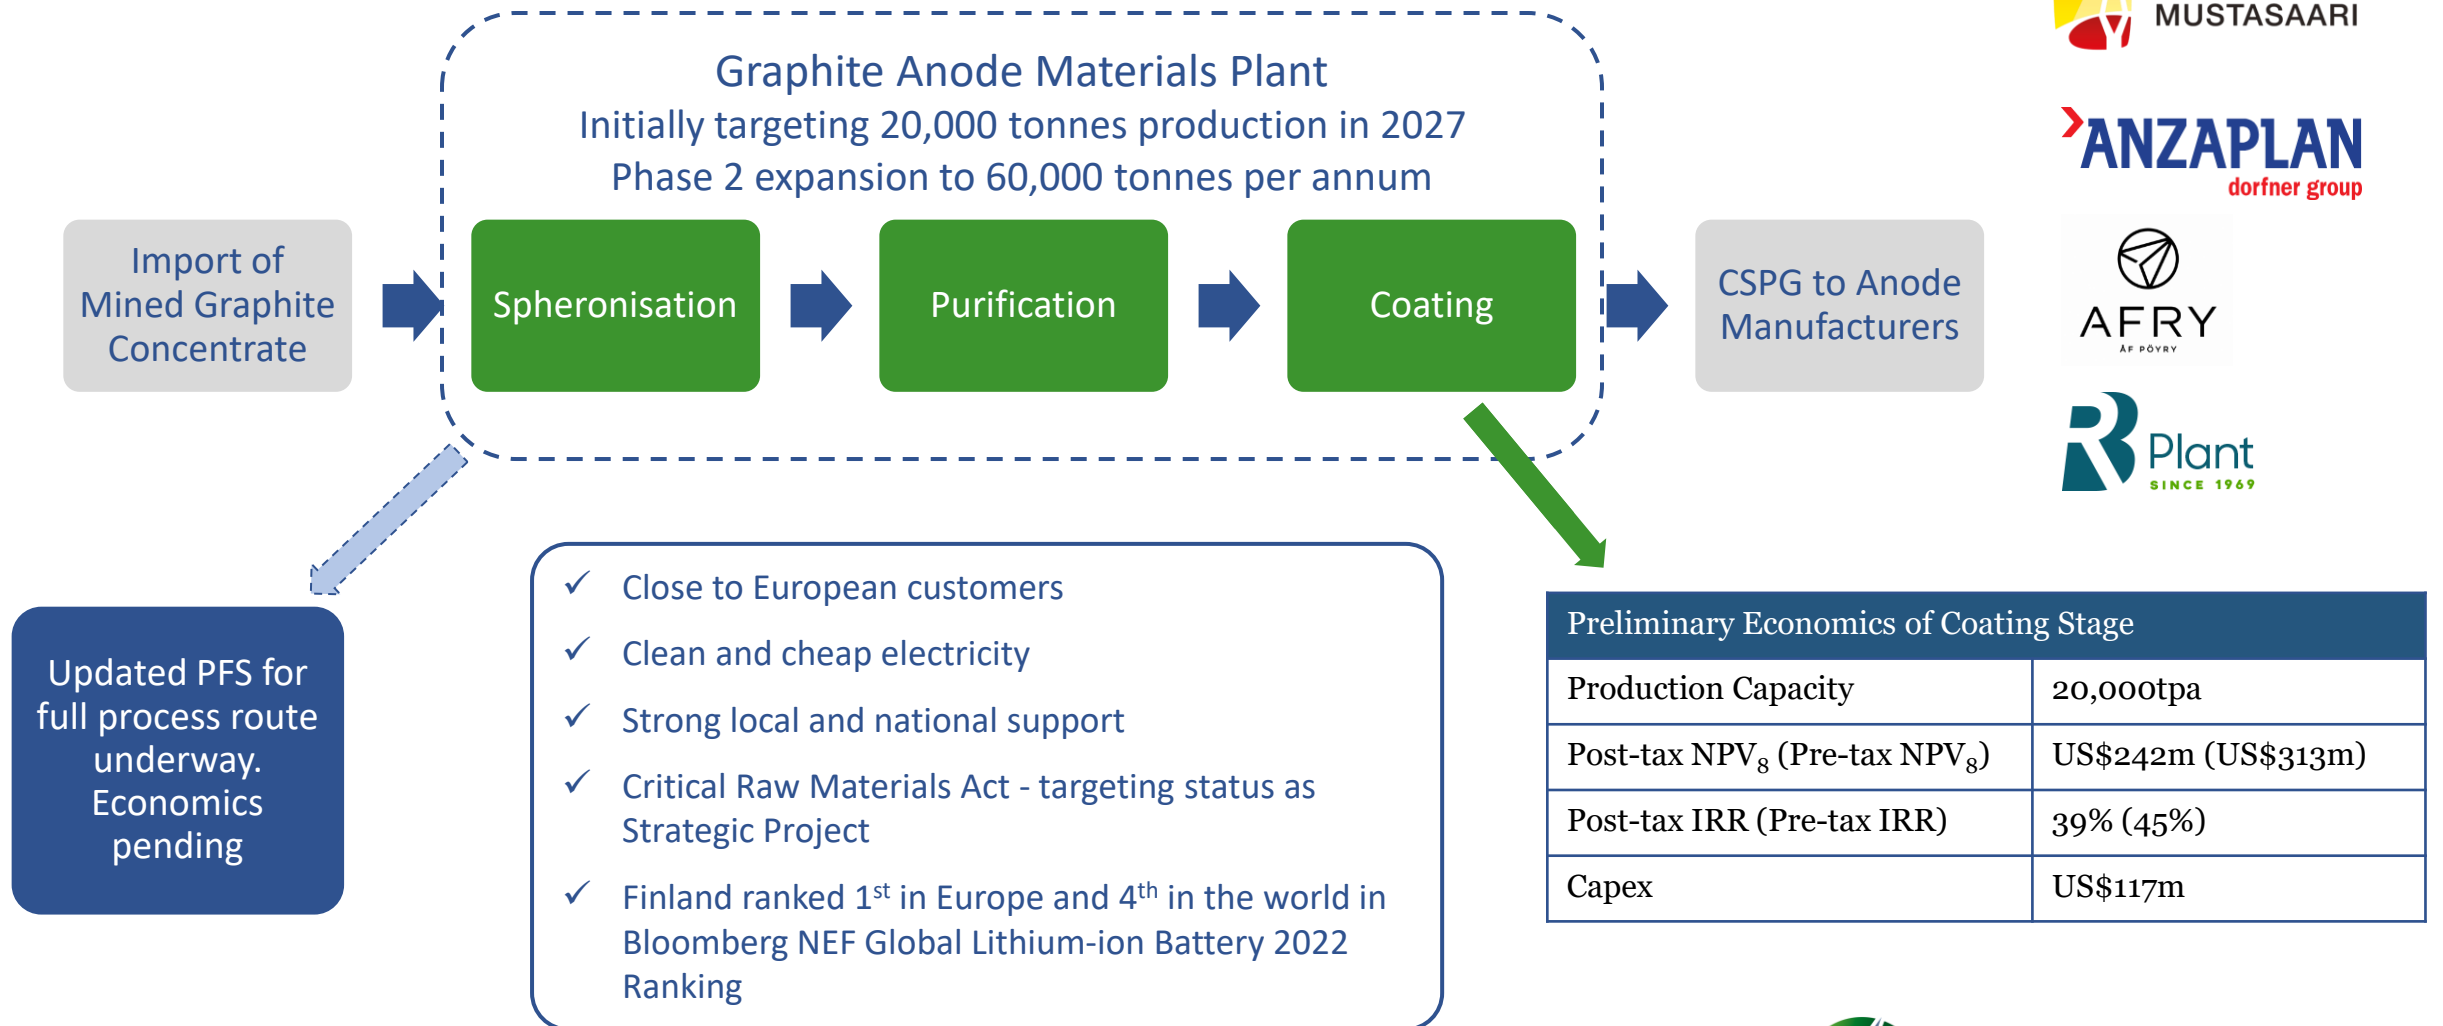 Graphite Anode Materials Plant
Initially targeting 20,000 tonnes production in 2027
Phase 2 expansion to 60,000 tonnes per annum
Import of
Mined Graphite
Concentrate
Spheronisation
Purification
Coating
CSPG to Anode
Manufacturers
MUSTASAARI
ANZAPLAN
dorfner group
AFRY
ÅF PÖYRY
RB Plant
SINCE 1969
Updated PFS for
full process route
underway.
Economics
pending
✓ Close to European customers
✓ Clean and cheap electricity
✓ Strong local and national support
✓ Critical Raw Materials Act - targeting status as
Strategic Project
✓ Finland ranked 1st in Europe and 4th in the world in
Bloomberg NEF Global Lithium-ion Battery 2022
Ranking
Preliminary Economics of Coating Stage
Production Capacity 20,000tpa
Post-tax NPV8 (Pre-tax NPV8) US$242m (US$313m)
Post-tax IRR (Pre-tax IRR) 39% (45%)
Capex US$117m